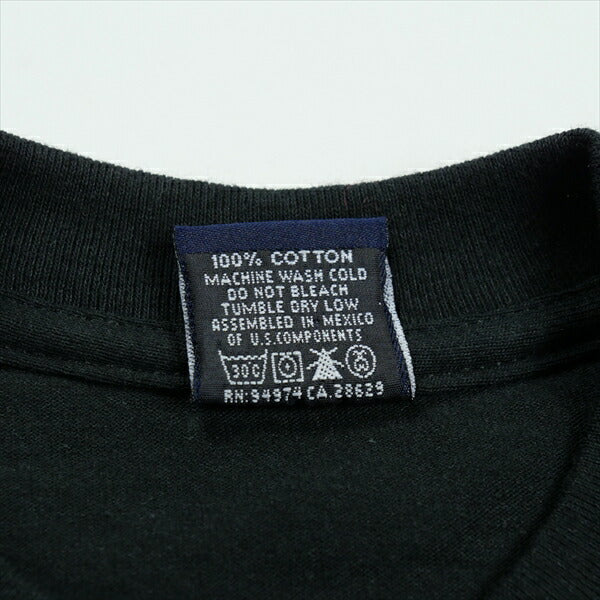 100% COTTON
MACHINE WASH COLD
DO NOT BLEACH
TUMBLE DRY LOW
ASSEMBLED IN MEXICO
OF U.S. COMPONENTS
30C
RN: 94974 CA. 28629